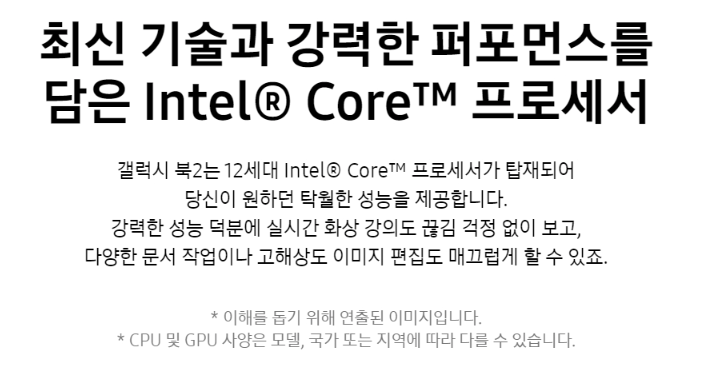 최신 기술과 강력한 퍼포먼스를
담은 Intel® Core™ 프로세서
갤럭시 북2는 12세대 Intel® Core™ 프로세서가 탑재되어
당신이 원하던 탁월한 성능을 제공합니다.
강력한 성능 덕분에 실시간 화상 강의도 끊김 걱정 없이 보고,
다양한 문서 작업이나 고해상도 이미지 편집도 매끄럽게 할 수 있죠.
* 이해를 돕기 위해 연출된 이미지입니다.
* CPU 및 GPU 사양은 모델, 국가 또는 지역에 따라 다를 수 있습니다.